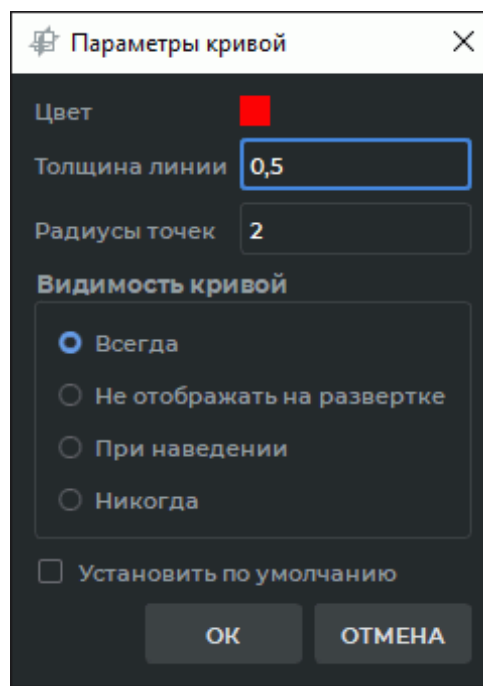 Параметры кривой
Цвет
Толщина линии 0,5
Радиусы точек 2
Видимость кривой
Всегда
Не отображать на развертке
При наведении
Никогда
Установить по умолчанию
ОК ОТМЕНА